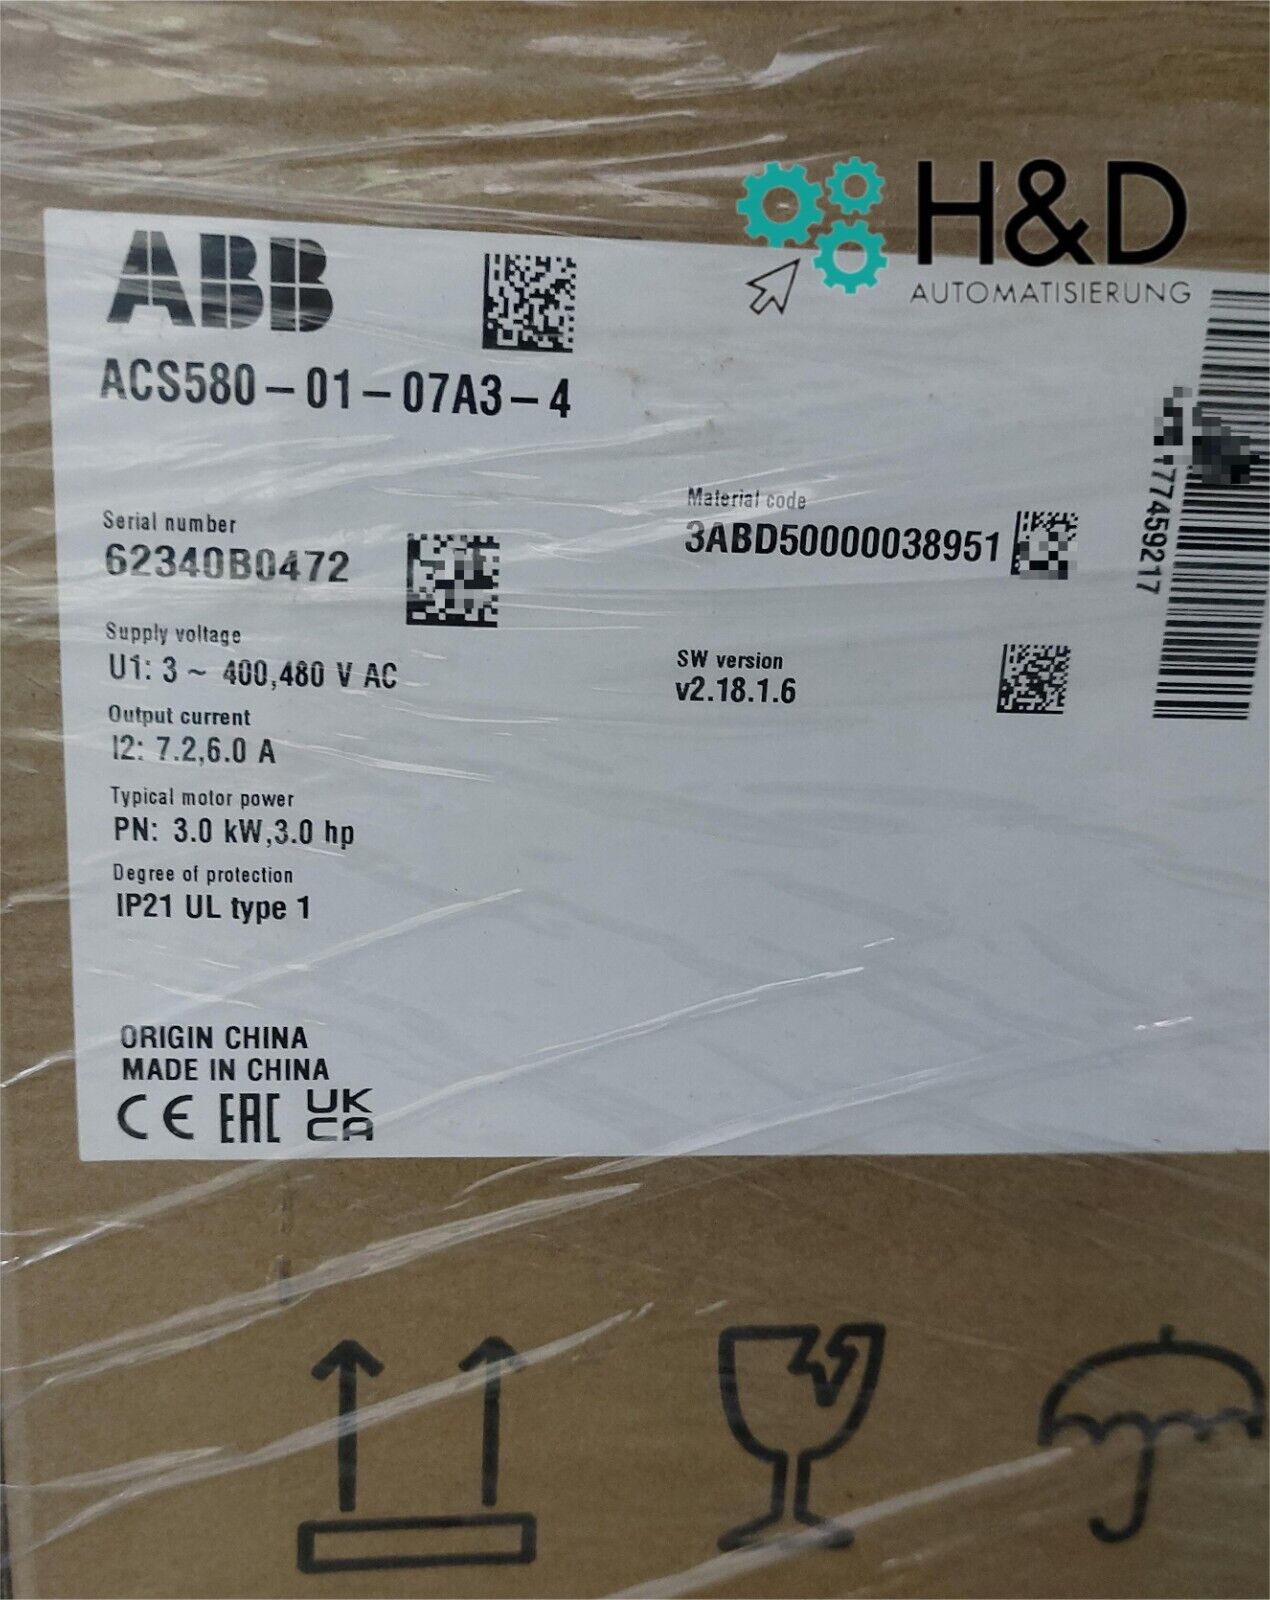 H&D
AUTOMATISIERUNG
ABB
ACS580-01-07A3-4
Serial number
62340B0472
Material code
3ABD50000038951
Supply voltage
U1: 3 ~ 400,480 V AC
SW version
v2.18.1.6
Output current
I2: 7.2,6.0 A
Typical motor power
PN: 3.0 kW,3.0 hp
Degree of protection
IP21 UL type 1
ORIGIN CHINA
MADE IN CHINA
CE EAC UK
CA